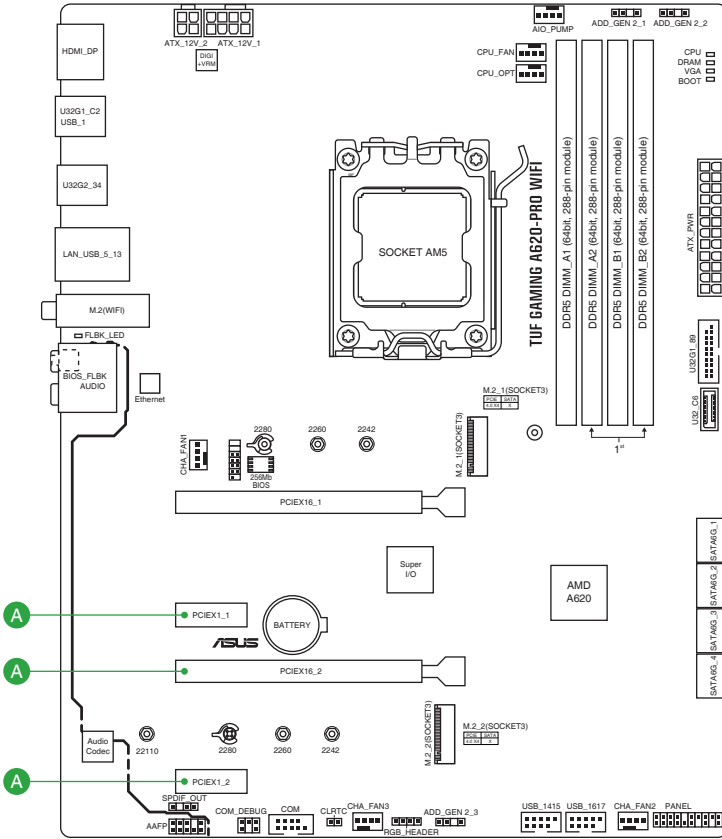 HDMI_DP
ATX_12V_2
ATX_12V_1
DIGI
+VRM
AIO_PUMP
ADD_GEN 2_1
ADD_GEN 2_2
CPU_FAN
CPU_OPT
CPU
DRAM
VGA
BOOT
U32G1_C2
USB_1
U32G2_34
LAN_USB_5_13
SOCKET AM5
TUF GAMING A620-PRO WIFI
DDR5 DIMM_A1 (64bit, 288-pin module)
DDR5 DIMM_A2 (64bit, 288-pin module)
DDR5 DIMM_B1 (64bit, 288-pin module)
DDR5 DIMM_B2 (64bit, 288-pin module)
ATX_PWR
M.2(WIFI)
FLBK_LED
BIOS_FLBK
AUDIO
Ethernet
U32G1_89
U32_C6
M.2_1(SOCKET3)
PCIE SATA
4.0 X4 X
1st
CHA_FAN1
2280
2260
2242
M.2_1(SOCKET3)
256Mb
BIOS
PCIEX16_1
Super
I/O
AMD
A620
SATA6G_1
SATA6G_2
SATA6G_3
SATA6G_4
A
PCIEX1_1
BATTERY
ASUS
A
PCIEX16_2
M.2_2(SOCKET3)
M.2_2(SOCKET3)
PCIE SATA
4.0 X4 X
Audio
Codec
22110
2280
2260
2242
A
PCIEX1_2
SPDIF_OUT
AAFP
COM_DEBUG
COM
CLRTC
CHA_FAN3
RGB_HEADER
ADD_GEN 2_3
USB_1415
USB_1617
CHA_FAN2
PANEL